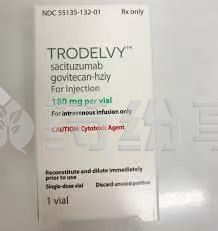 NDC 55135-132-01 Rx only
TRODELVY™
sacituzumab
govitecan-hziy
For Injection
180 mg per vial
For intravenous infusion only
CAUTION: Cytotoxic Agent
Reconstitute and dilute immediately
prior to use
Single-dose vial Discard unused portion
1 vial